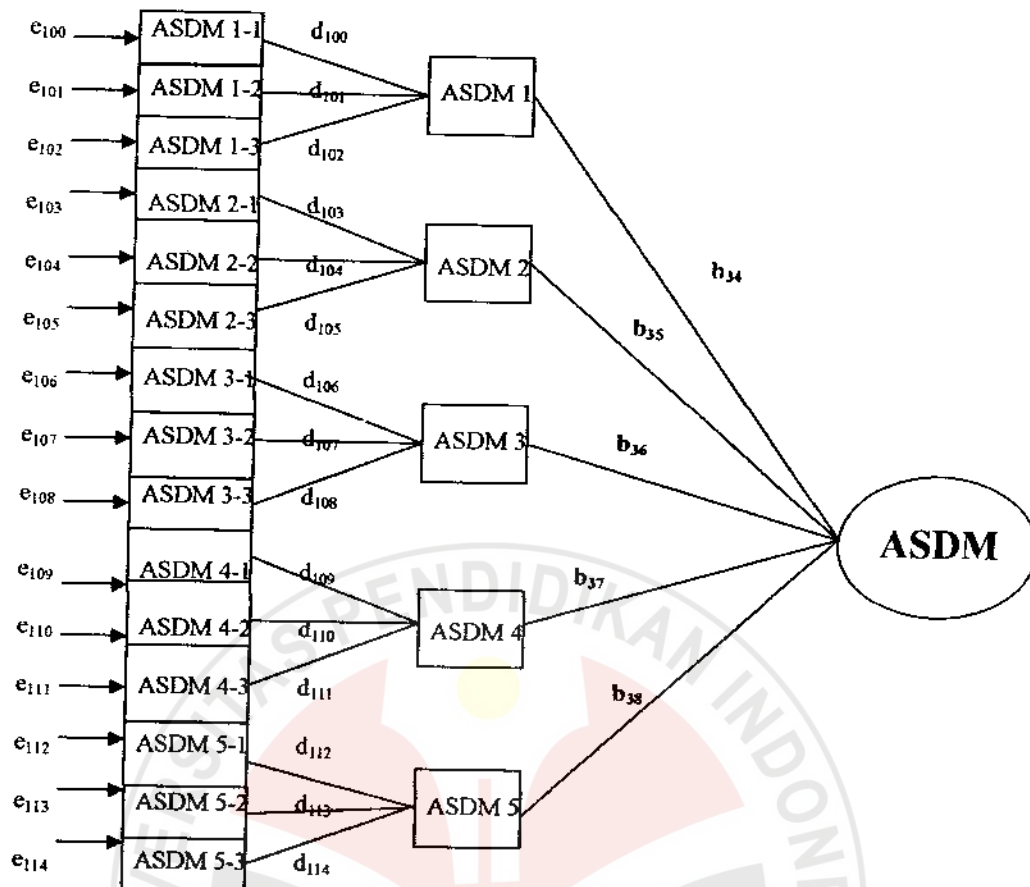 e₁₀₀ ASDM 1-1 d₁₀₀
ASDM 1
e₁₀₁ ASDM 1-2 d₁₀₁
e₁₀₂ ASDM 1-3 d₁₀₂
e₁₀₃ ASDM 2-1 d₁₀₃
ASDM 2
e₁₀₄ ASDM 2-2 d₁₀₄
b₃₄
e₁₀₅ ASDM 2-3 d₁₀₅
b₃₅
e₁₀₆ ASDM 3-1 d₁₀₆
e₁₀₇ ASDM 3-2 d₁₀₇
ASDM 3
b₃₆
e₁₀₈ ASDM 3-3 d₁₀₈
ASDM
e₁₀₉ ASDM 4-1 d₁₀₉
b₃₇
e₁₁₀ ASDM 4-2 d₁₁₀
ASDM 4
e₁₁₁ ASDM 4-3 d₁₁₁
b₃₈
e₁₁₂ ASDM 5-1 d₁₁₂
e₁₁₃ ASDM 5-2 d₁₁₃
ASDM 5
e₁₁₄ ASDM 5-3 d₁₁₄
PENDIDIKAN